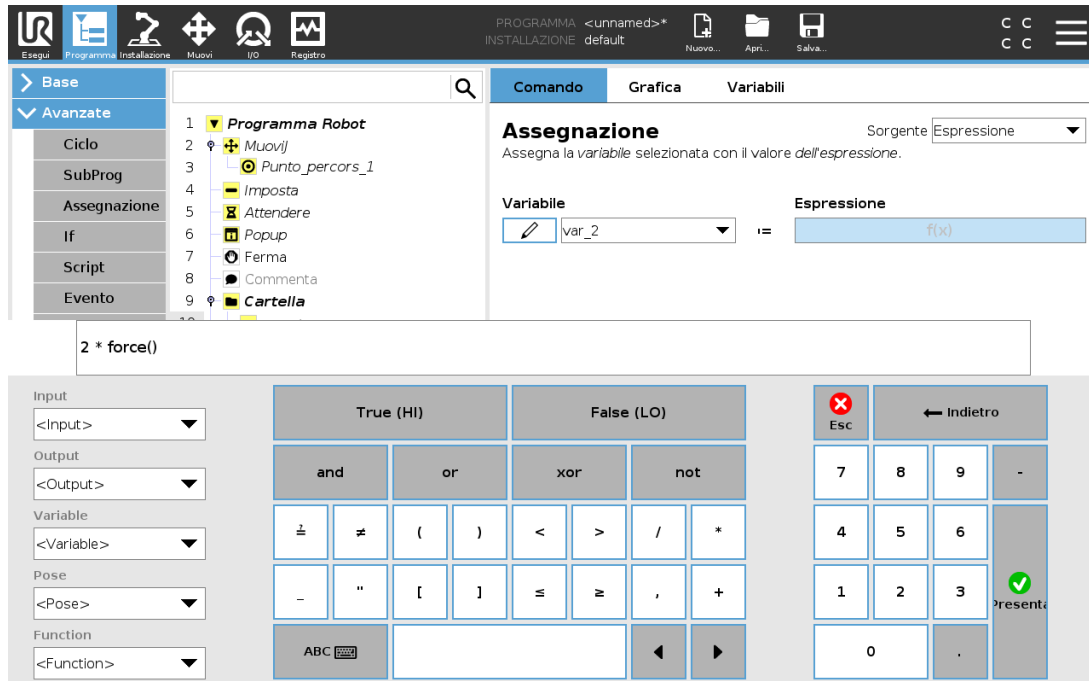 PROGRAMMA <unnamed>*
INSTALLAZIONE default
Esegui Programma Installazione Muovi I/O Registro Nuovo... Apri... Salva...
C C
C C
Base
Avanzate
Ciclo
SubProg
Assegnazione
If
Script
Evento
1 Programma Robot
2 MuoviJ
3 Punto_percors_1
4 Imposta
5 Attendere
6 Popup
7 Ferma
8 Commenta
9 Cartella
Comando Grafica Variabili
Assegnazione
Sorgente Espressione
Assegna la variabile selezionata con il valore dell'espressione.
Variabile Espressione
var_2 := f(x)
2 * force()
Input
<Input>
Output
<Output>
Variable
<Variable>
Pose
<Pose>
Function
<Function>
True (HI) False (LO)
and or xor not
≟ ≠ ( ) < > / *
_ " [ ] ≤ ≥ , +
ABC
Esc Indietro
7 8 9 -
4 5 6
1 2 3
0 .